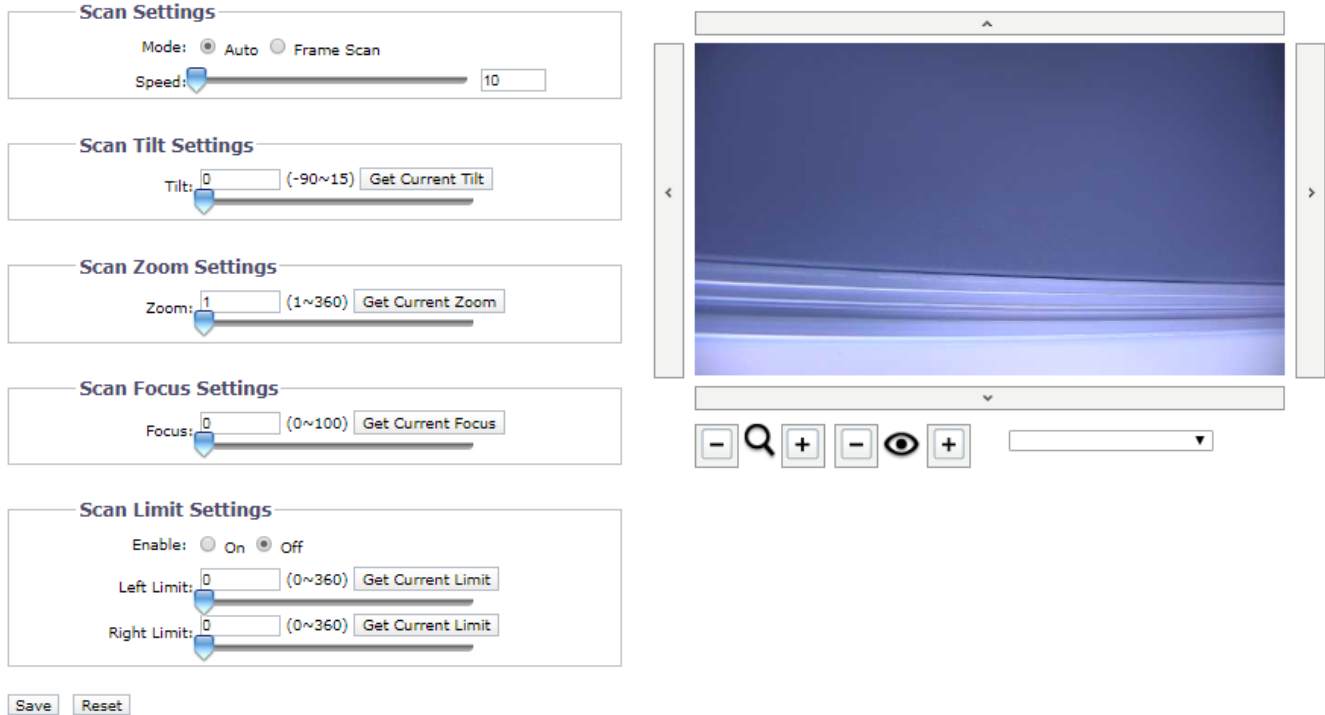 Scan Settings
Mode: Auto Frame Scan
Speed: 10
Scan Tilt Settings
Tilt: 0 (-90~15) Get Current Tilt
Scan Zoom Settings
Zoom: 1 (1~360) Get Current Zoom
Scan Focus Settings
Focus: 0 (0~100) Get Current Focus
Scan Limit Settings
Enable: On Off
Left Limit: 0 (0~360) Get Current Limit
Right Limit: 0 (0~360) Get Current Limit
Save Reset